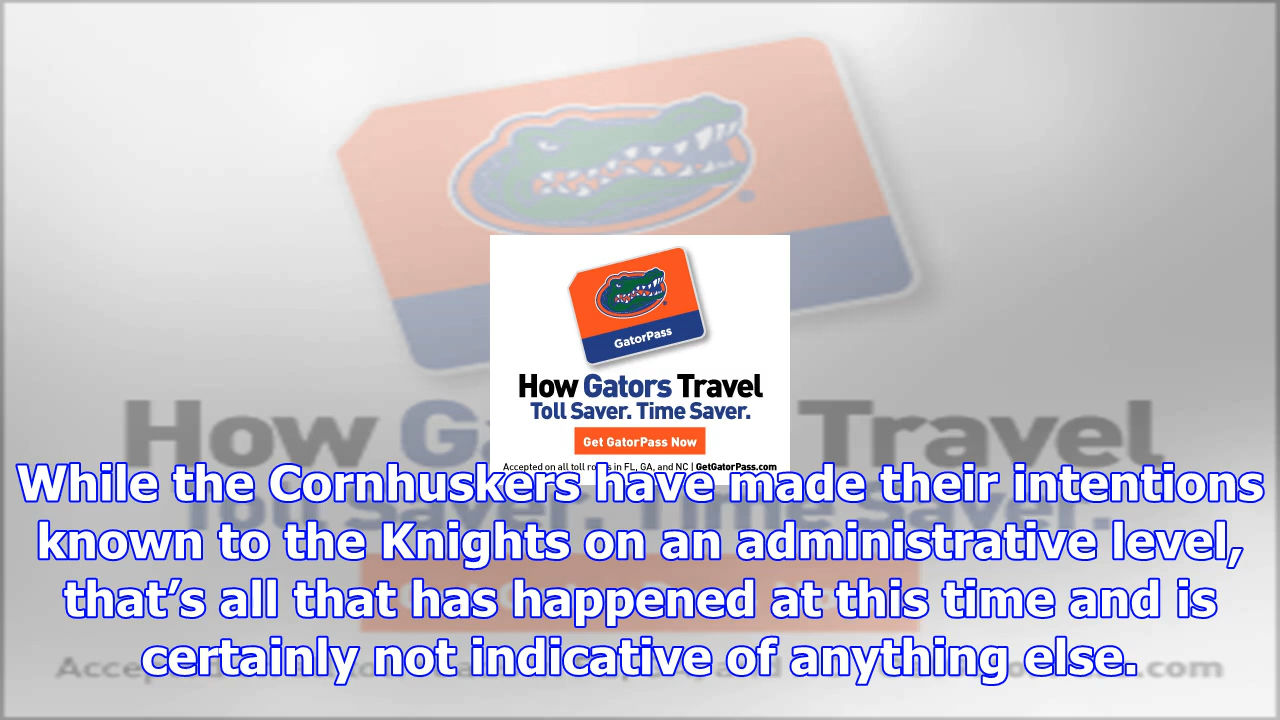 GatorPass
How Gators Travel
Toll Saver. Time Saver.
Get GatorPass Now
Accepted on all toll roads in FL, GA, and NC | GetGatorPass.com
While the Cornhuskers have made their intentions
known to the Knights on an administrative level,
that’s all that has happened at this time and is
certainly not indicative of anything else.